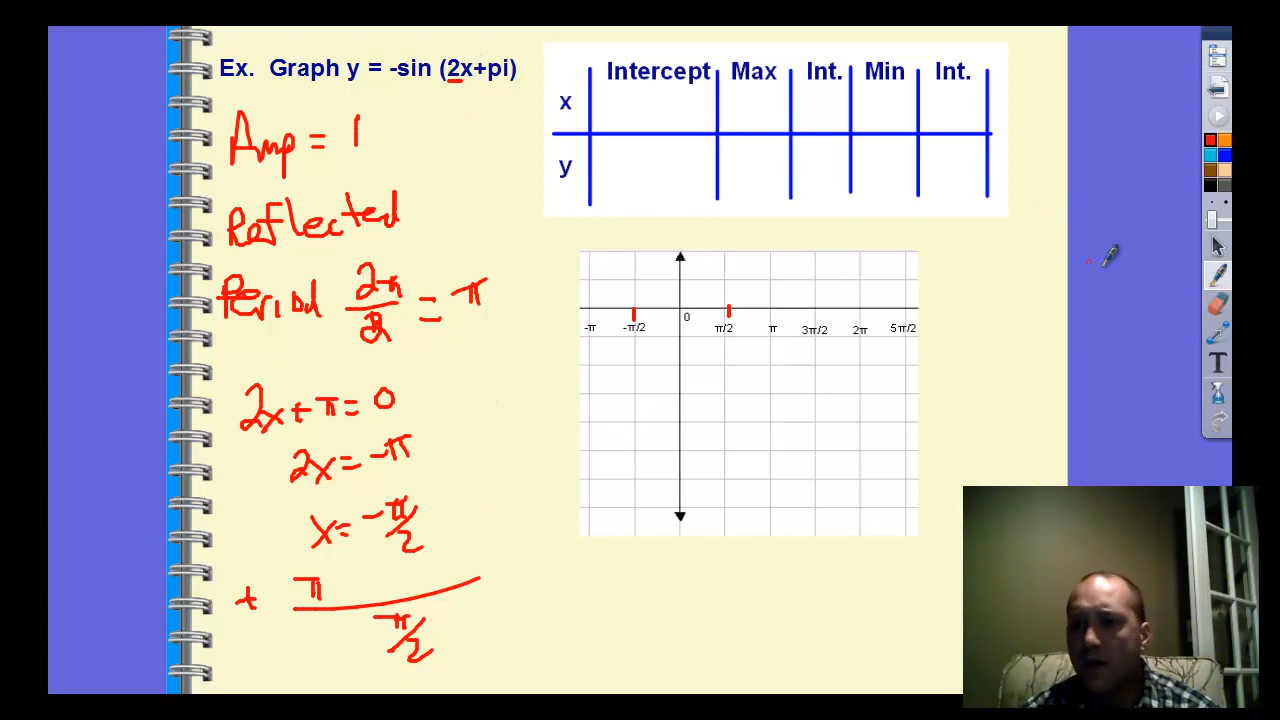 Ex. Graph y = -sin (2x+pi)
Amp = 1
Reflected
Period 2π/2 = π
2x + π = 0
2x = -π
x = -π/2
+ π
π/2
Intercept Max Int. Min Int.
x
y
-π -π/2 0 π/2 π 3π/2 2π 5π/2
T